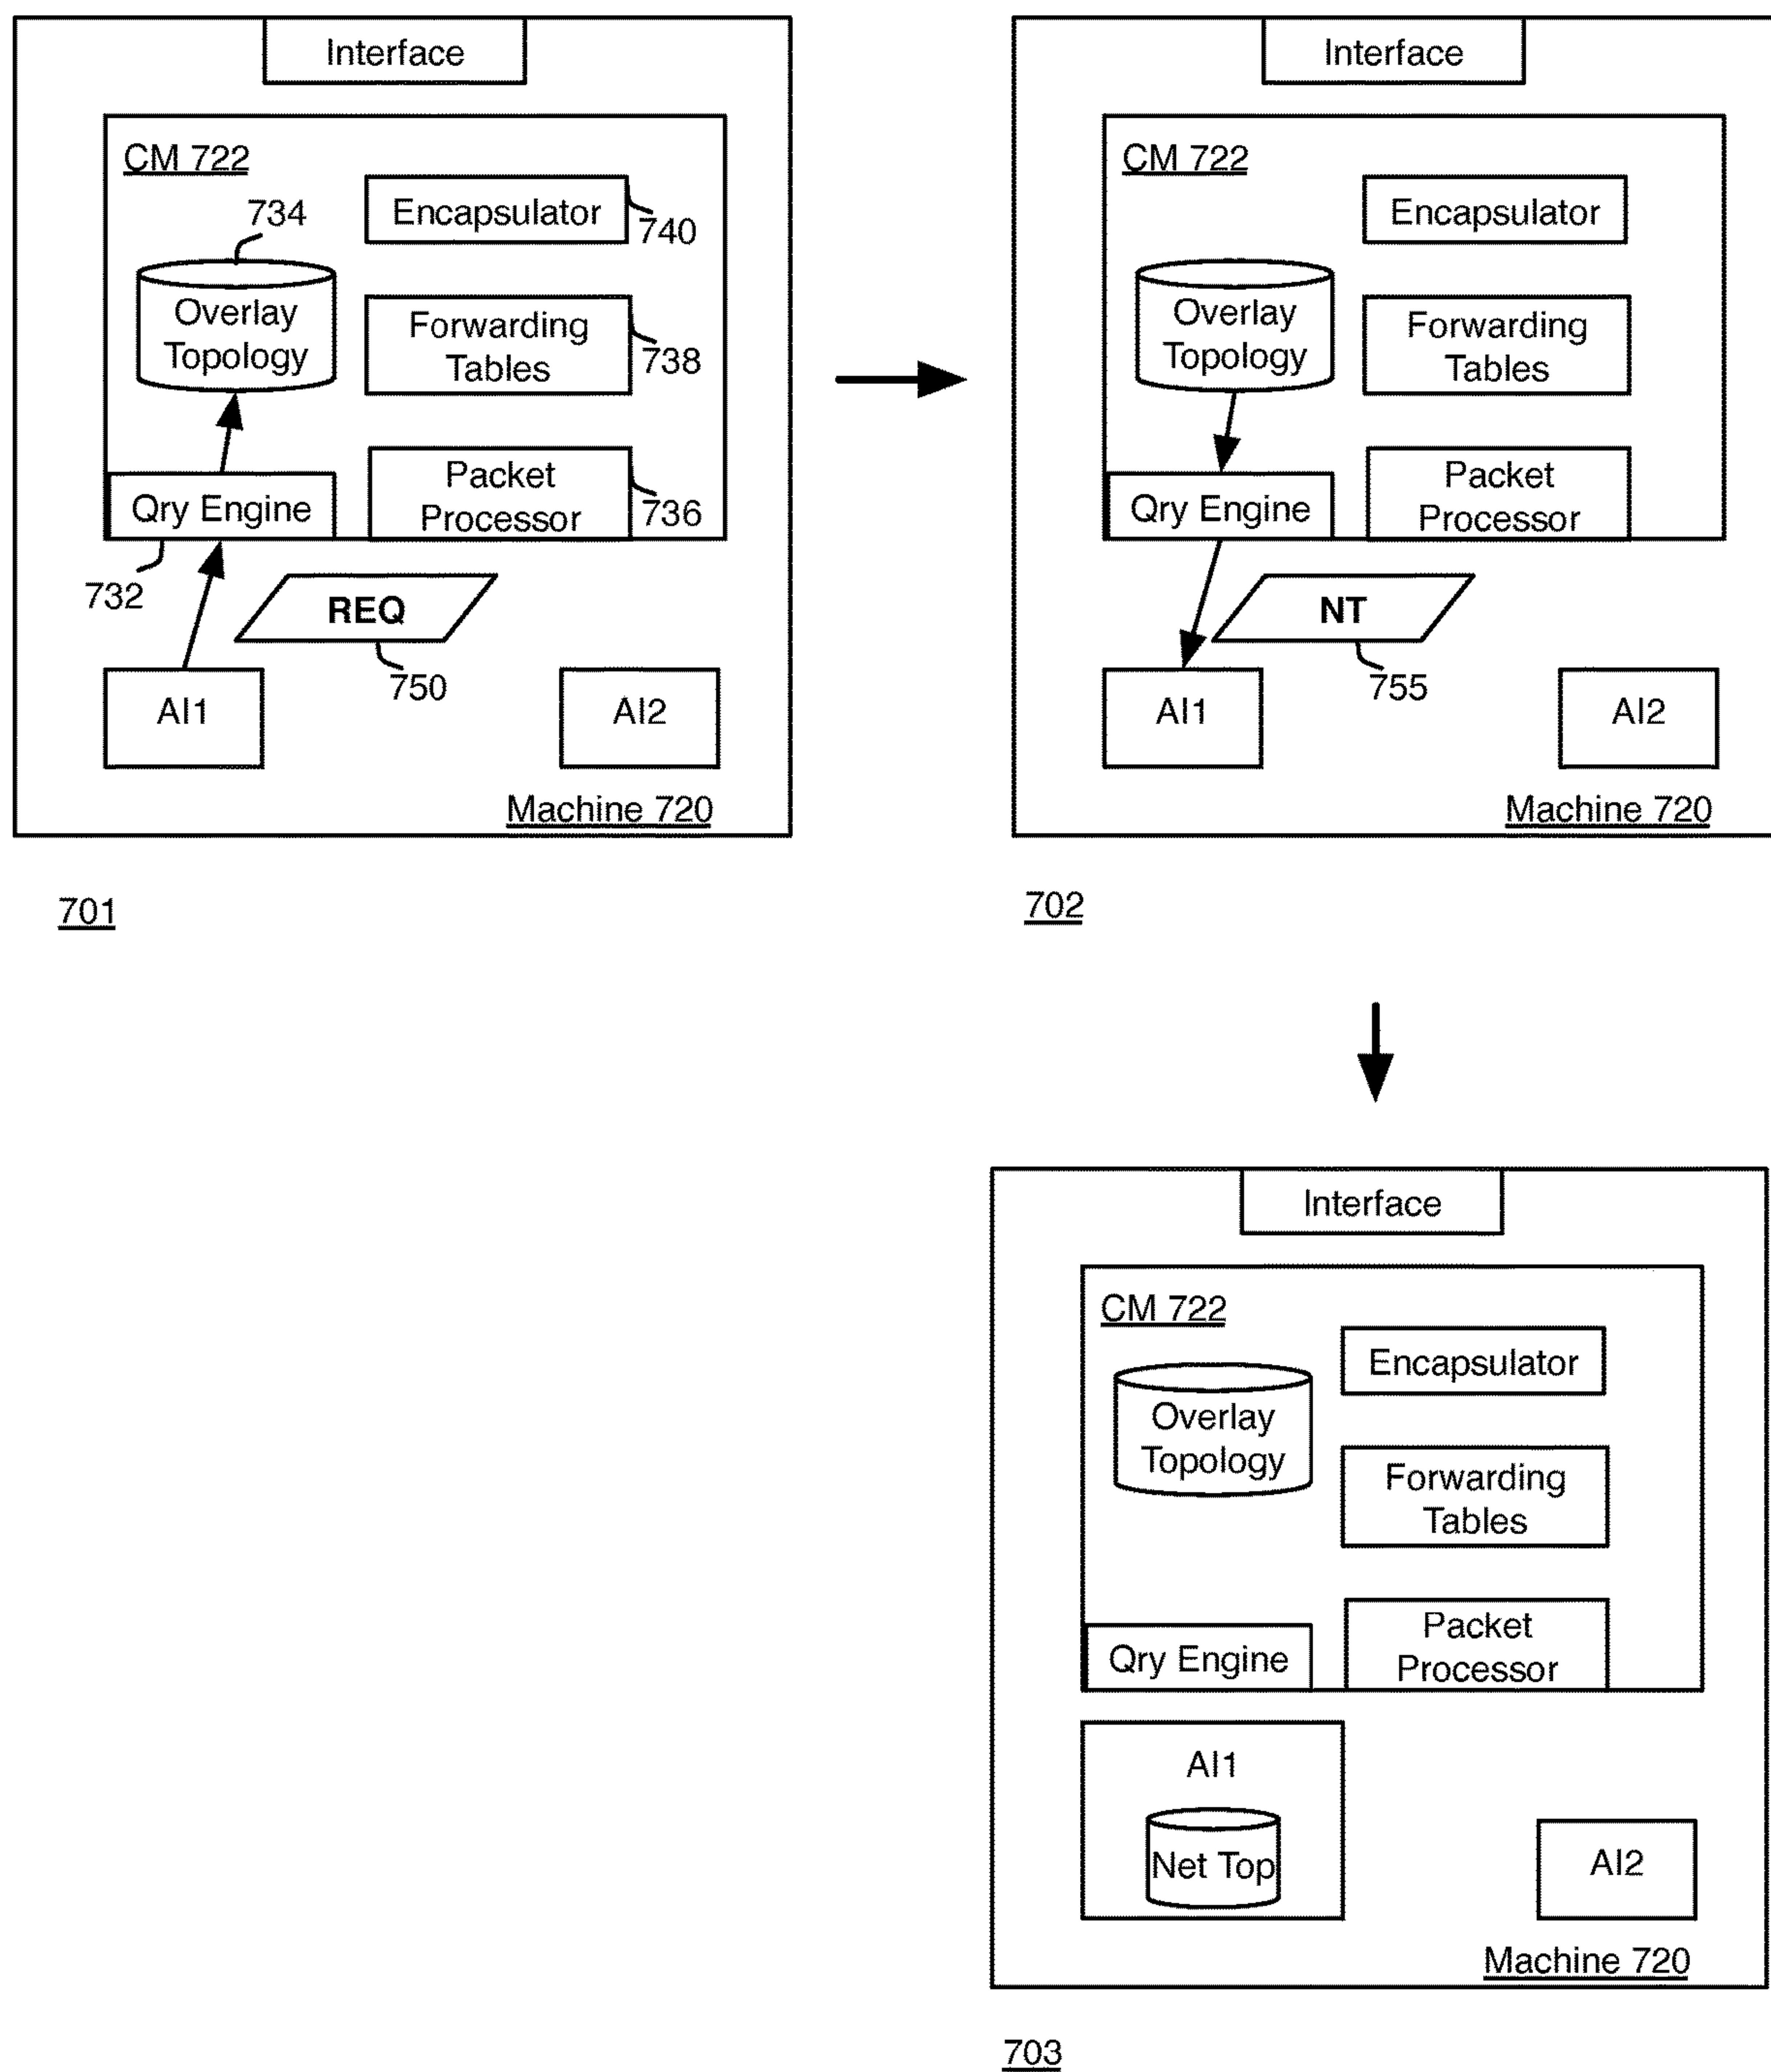 Interface
CM 722
734
Encapsulator
740
Overlay
Topology
Forwarding
Tables
738
Qry Engine
Packet
Processor
736
732
REQ
750
AI1
AI2
Machine 720
701
Interface
CM 722
Encapsulator
Overlay
Topology
Forwarding
Tables
Qry Engine
Packet
Processor
NT
755
AI1
AI2
Machine 720
702
Interface
CM 722
Encapsulator
Overlay
Topology
Forwarding
Tables
Qry Engine
Packet
Processor
AI1
Net Top
AI2
Machine 720
703